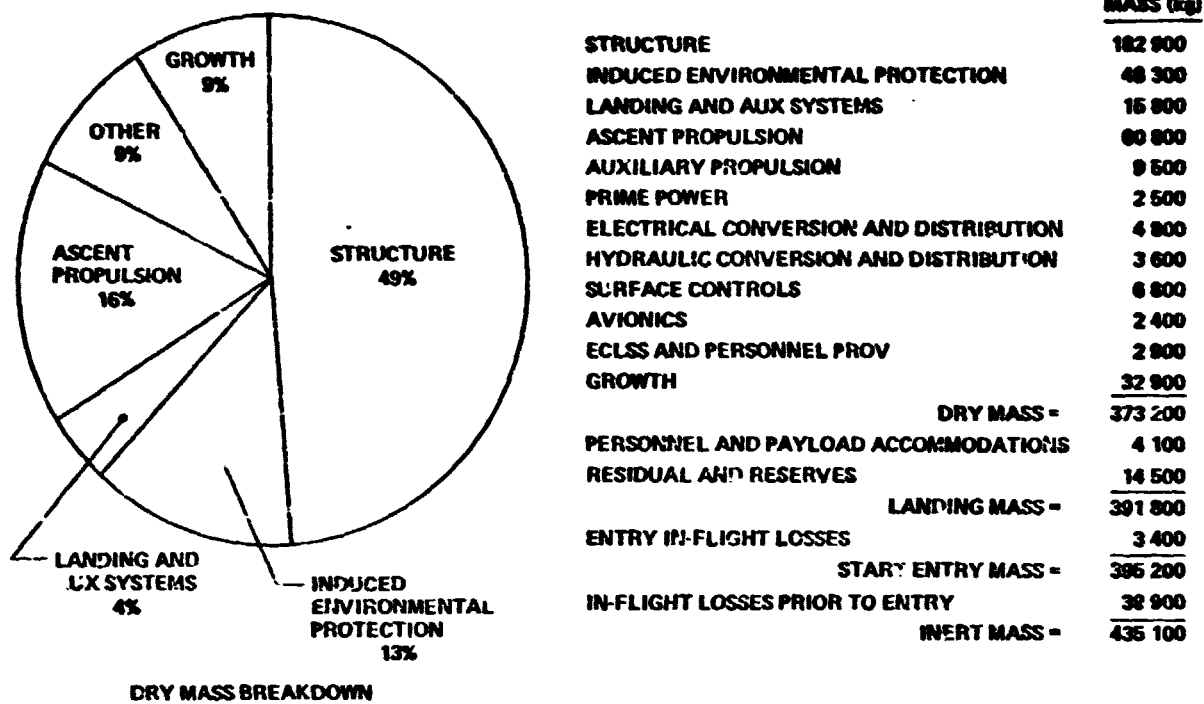 GROWTH
9%
OTHER
9%
ASCENT
PROPULSION
16%
STRUCTURE
49%
LANDING AND
UX SYSTEMS
4%
INDUCED
ENVIRONMENTAL
PROTECTION
13%
DRY MASS BREAKDOWN
MASS (kg)
STRUCTURE 182 900
INDUCED ENVIRONMENTAL PROTECTION 48 300
LANDING AND AUX SYSTEMS 15 800
ASCENT PROPULSION 60 800
AUXILIARY PROPULSION 9 500
PRIME POWER 2 500
ELECTRICAL CONVERSION AND DISTRIBUTION 4 800
HYDRAULIC CONVERSION AND DISTRIBUTION 3 600
SURFACE CONTROLS 6 800
AVIONICS 2 400
ECLSS AND PERSONNEL PROV 2 900
GROWTH 32 900
DRY MASS = 373 200
PERSONNEL AND PAYLOAD ACCOMMODATIONS 4 100
RESIDUAL AND RESERVES 14 500
LANDING MASS = 391 800
ENTRY IN-FLIGHT LOSSES 3 400
START ENTRY MASS = 395 200
IN-FLIGHT LOSSES PRIOR TO ENTRY 39 900
INERT MASS = 435 100